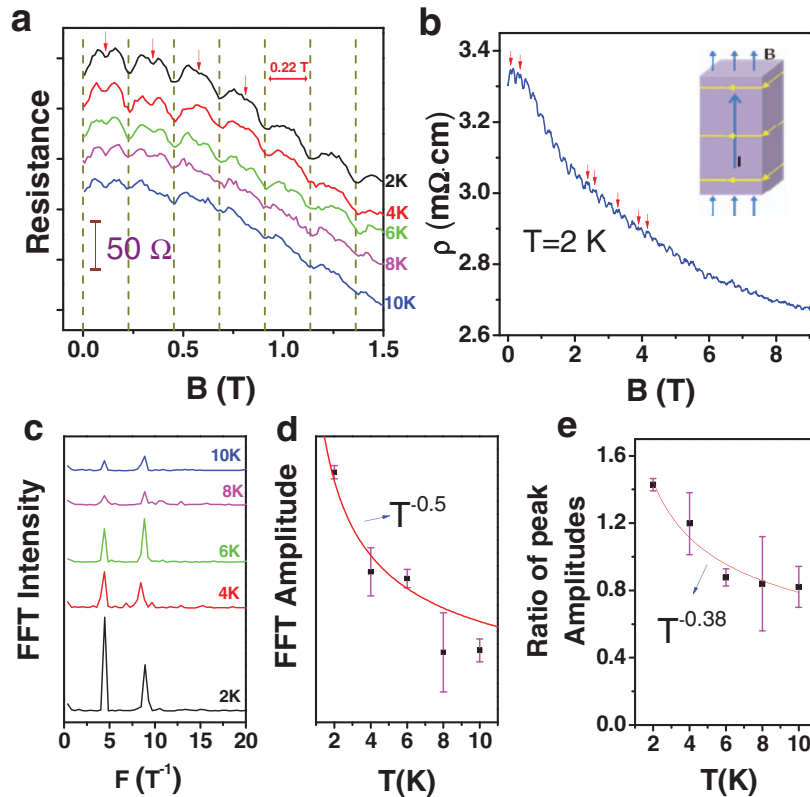 a
Resistance
50 Ω
0.22 T
2K
4K
6K
8K
10K
0.0 0.5 1.0 1.5
B (T)
b
ρ (mΩ·cm)
3.4
3.2
3.0
2.8
2.6
B
I
T=2 K
0 2 4 6 8
B (T)
c
FFT Intensity
10K
8K
6K
4K
2K
0 5 10 15 20
F (T⁻¹)
d
FFT Amplitude
T⁻⁰·⁵
2 4 6 8 10
T(K)
e
Ratio of peak
Amplitudes
1.6
1.2
0.8
0.4
0.0
T⁻⁰·³⁸
2 4 6 8 10
T(K)